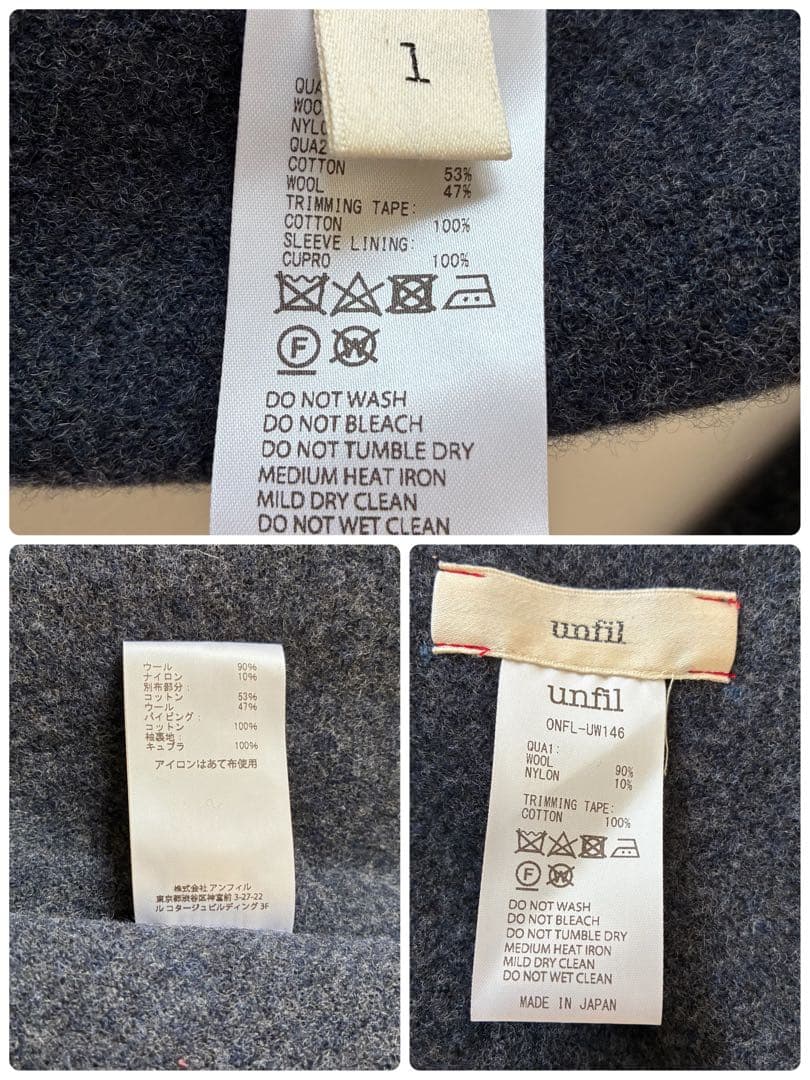 1
QUA
WOO
NYLO
QUA2
COTTON 53%
WOOL 47%
TRIMMING TAPE:
COTTON 100%
SLEEVE LINING:
CUPRO 100%
F W
DO NOT WASH
DO NOT BLEACH
DO NOT TUMBLE DRY
MEDIUM HEAT IRON
MILD DRY CLEAN
DO NOT WET CLEAN
ウール 90%
ナイロン 10%
別布部分:
コットン 53%
ウール 47%
パイピング:
コットン 100%
袖裏地:
キュプラ 100%
アイロンはあて布使用
株式会社 アンフィル
東京都渋谷区神宮前 3-27-22
ル コタージュビルディング 3F
unfil
unfil
ONFL-UW146
QUA1:
WOOL 90%
NYLON 10%
TRIMMING TAPE:
COTTON 100%
F W
DO NOT WASH
DO NOT BLEACH
DO NOT TUMBLE DRY
MEDIUM HEAT IRON
MILD DRY CLEAN
DO NOT WET CLEAN
MADE IN JAPAN